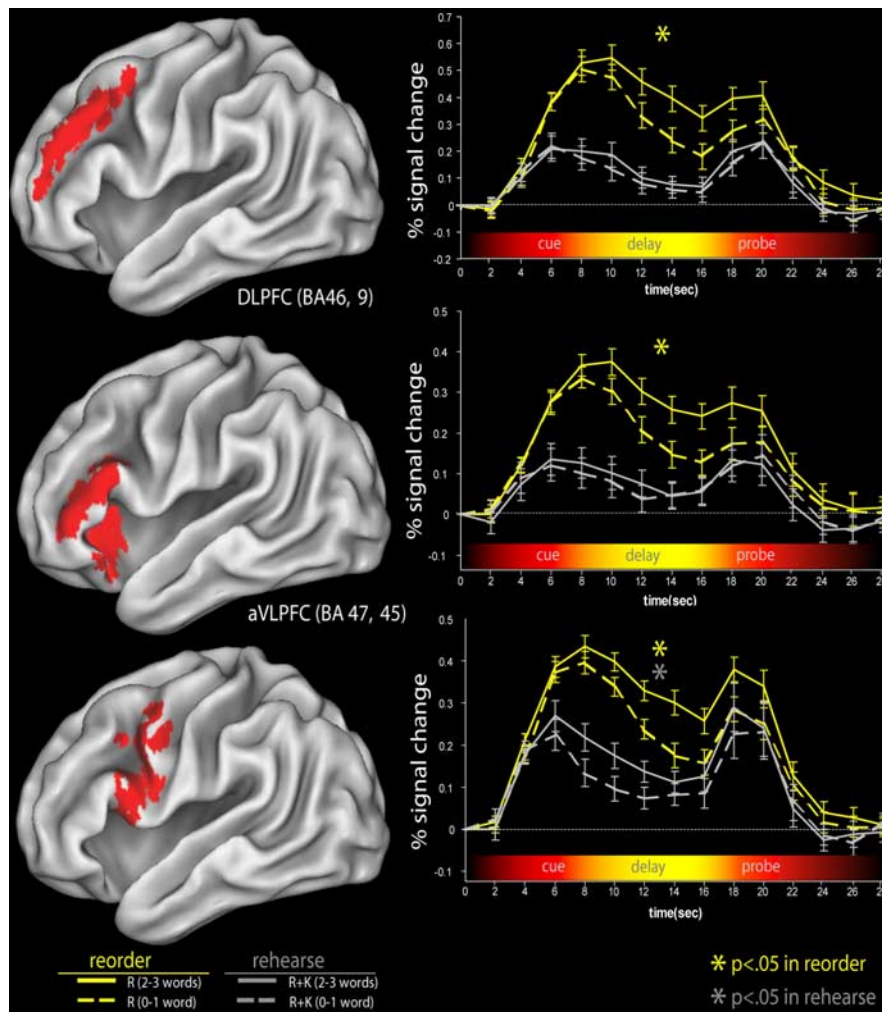 0.7
0.6
0.5
0.4
0.3
0.2
0.1
0
-0.1
-0.2
% signal change
*
cue delay probe
0 2 4 6 8 10 12 14 16 18 20 22 24 26 28
time(sec)
DLPFC (BA46, 9)
0.5
0.4
0.3
0.2
0.1
0
-0.1
% signal change
*
cue delay probe
0 2 4 6 8 10 12 14 16 18 20 22 24 26 28
time(sec)
aVLPFC (BA 47, 45)
0.5
0.4
0.3
0.2
0.1
0
-0.1
% signal change
*
*
cue delay probe
0 2 4 6 8 10 12 14 16 18 20 22 24 26 28
time(sec)
reorder rehearse
R (2-3 words) R+K (2-3 words)
R (0-1 word) R+K (0-1 word)
* p<.05 in reorder
* p<.05 in rehearse